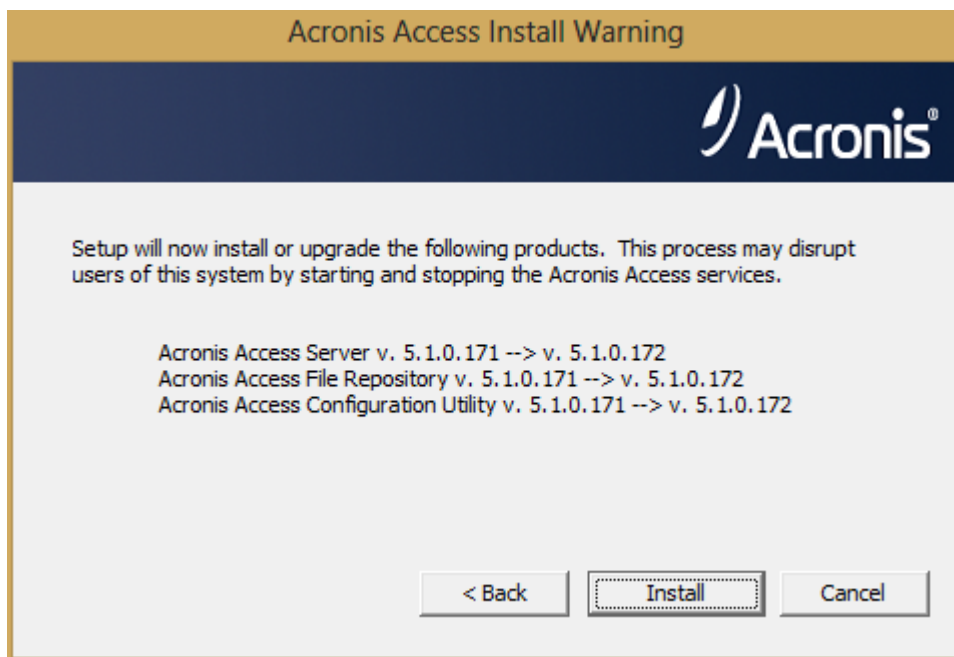 Acronis Access Install Warning
Acronis®
Setup will now install or upgrade the following products.  This process may disrupt
users of this system by starting and stopping the Acronis Access services.
Acronis Access Server v. 5.1.0.171 --> v. 5.1.0.172
Acronis Access File Repository v. 5.1.0.171 --> v. 5.1.0.172
Acronis Access Configuration Utility v. 5.1.0.171 --> v. 5.1.0.172
< Back
Install
Cancel